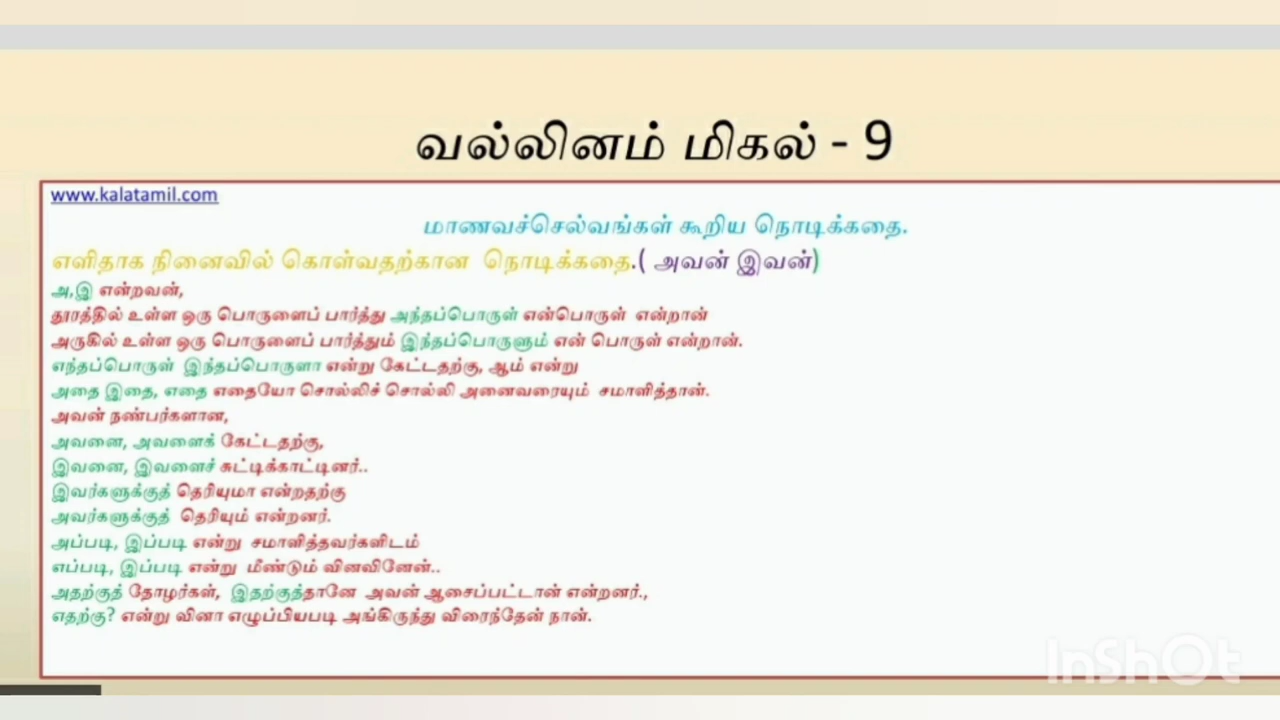 வல்லினம் மிகல் - 9
www.kalatamil.com
மாணவச்செல்வங்கள் கூறிய நொடிக்கதை.
எளிதாக நினைவில் கொள்வதற்கான நொடிக்கதை.( அவன் இவன்)
அ,இ என்றவன்,
தூரத்தில் உள்ள ஒரு பொருளைப் பார்த்து அந்தப்பொருள் என்பொருள் என்றான்
அருகில் உள்ள ஒரு பொருளைப் பார்த்தும் இந்தப்பொருளும் என் பொருள் என்றான்.
எந்தப்பொருள் இந்தப்பொருளா என்று கேட்டதற்கு, ஆம் என்று
அதை இதை, எதை எதையோ சொல்லிச் சொல்லி அனைவரையும் சமாளித்தான்.
அவன் நண்பர்களான,
அவனை, அவளைக் கேட்டதற்கு,
இவனை, இவளைச் சுட்டிக்காட்டினர்..
இவர்களுக்குத் தெரியுமா என்றதற்கு
அவர்களுக்குத் தெரியும் என்றனர்.
அப்படி, இப்படி என்று சமாளித்தவர்களிடம்
எப்படி, இப்படி என்று மீண்டும் வினவினேன்..
அதற்குத் தோழர்கள், இதற்குத்தானே அவன் ஆசைப்பட்டான் என்றனர்.,
எதற்கு? என்று வினா எழுப்பியபடி அங்கிருந்து விரைந்தேன் நான்.
InShOt